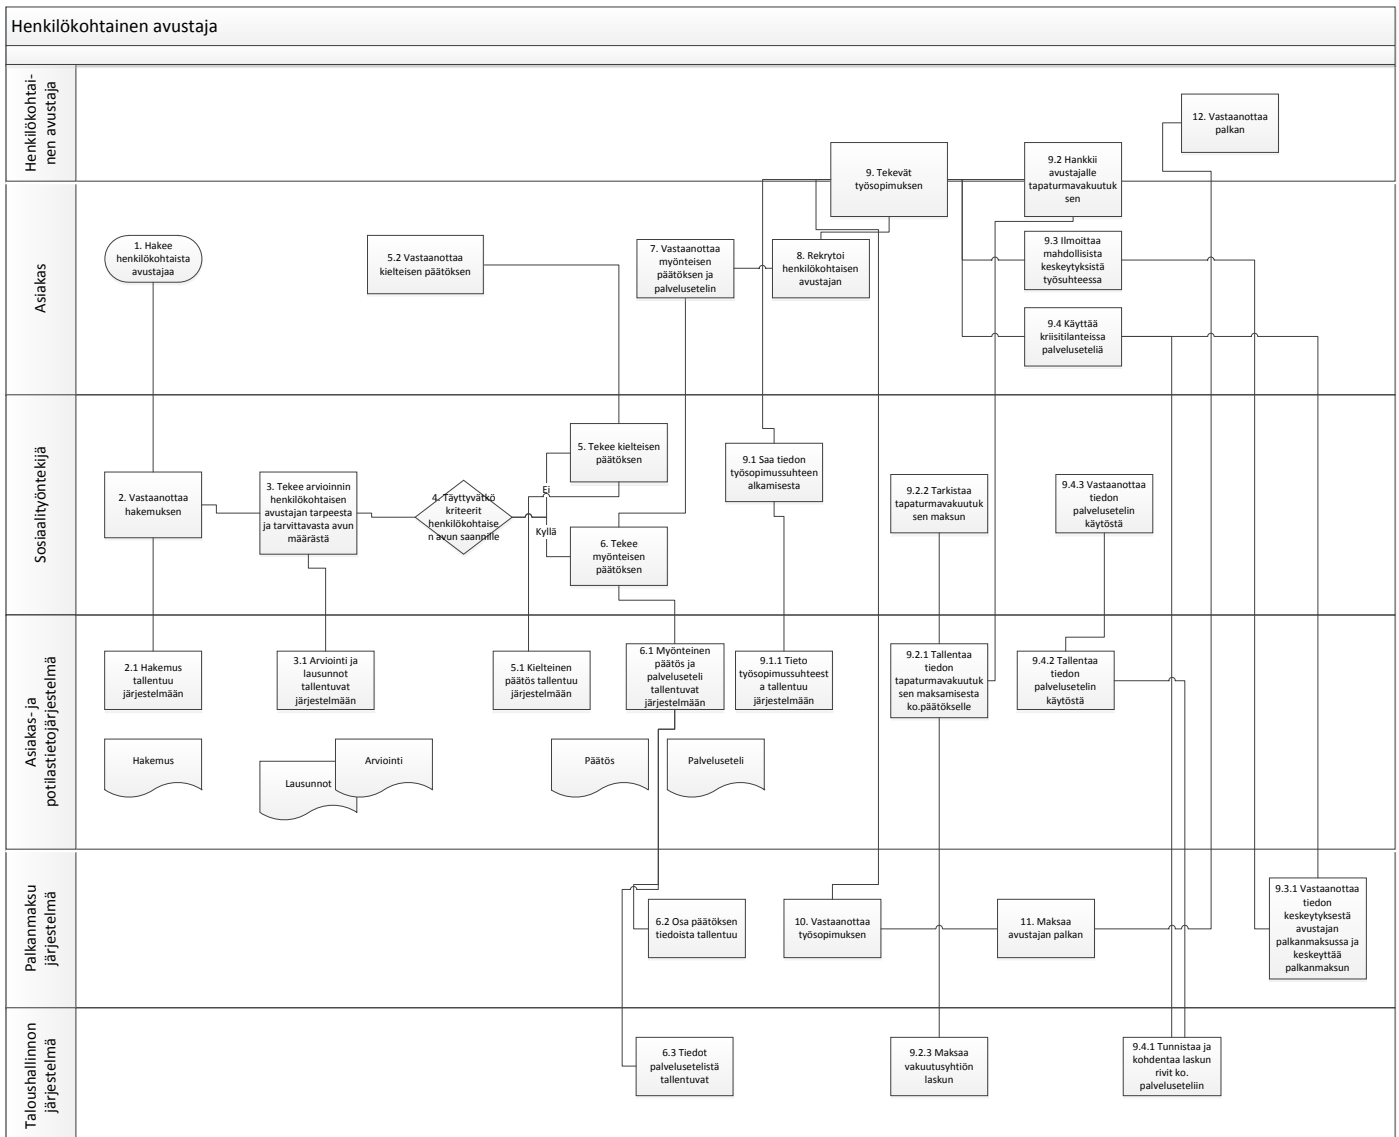 Henkilökohtainen avustaja
Henkilökohtai-
nen avustaja
12. Vastaanottaa
palkan
9. Tekevät
työsopimuksen
9.2 Hankkii
avustajalle
tapaturmavakuutuk
sen
Asiakas
1. Hakee
henkilökohtaista
avustajaa
5.2 Vastaanottaa
kielteisen päätöksen
7. Vastaanottaa
myönteisen
päätöksen ja
palvelusetelin
8. Rekrytoi
henkilökohtaisen
avustajan
9.3 Ilmoittaa
mahdollisista
keskeytyksistä
työsuhteessa
9.4 Käyttää
kriisitilanteissa
palveluseteliä
Sosiaalityöntekijä
2. Vastaanottaa
hakemuksen
3. Tekee arvioinnin
henkilökohtaisen
avustajan tarpeesta
ja tarvittavasta avun
määrästä
4. Täyttyvätkö
kriteerit
henkilökohtaise
n avun saannille
Ei
Kyllä
5. Tekee kielteisen
päätöksen
6. Tekee
myönteisen
päätöksen
9.1 Saa tiedon
työsopimussuhteen
alkamisesta
9.2.2 Tarkistaa
tapaturmavakuutuk
sen maksun
9.4.3 Vastaanottaa
tiedon
palvelusetelin
käytöstä
Asiakas- ja
potilastietojärjestelmä
2.1 Hakemus
tallentuu
järjestelmään
3.1 Arviointi ja
lausunnot
tallentuvat
järjestelmään
5.1 Kielteinen
päätös tallentuu
järjestelmään
6.1 Myönteinen
päätös ja
palveluseteli
tallentuvat
järjestelmään
9.1.1 Tieto
työsopimussuhteest
a tallentuu
järjestelmään
9.2.1 Tallentaa
tiedon
tapaturmavakuutuk
sen maksamisesta
ko.päätökselle
9.4.2 Tallentaa
tiedon
palvelusetelin
käytöstä
Hakemus
Lausunnot
Arviointi
Päätös
Palveluseteli
Palkanmaksu
järjestelmä
6.2 Osa päätöksen
tiedoista tallentuu
10. Vastaanottaa
työsopimuksen
11. Maksaa
avustajan palkan
9.3.1 Vastaanottaa
tiedon
keskeytyksestä
avustajan
palkanmaksussa ja
keskeyttää
palkanmaksun
Taloushallinnon
järjestelmä
6.3 Tiedot
palvelusetelistä
tallentuvat
9.2.3 Maksaa
vakuutusyhtiön
laskun
9.4.1 Tunnistaa ja
kohdentaa laskun
rivit ko.
palveluseteliin